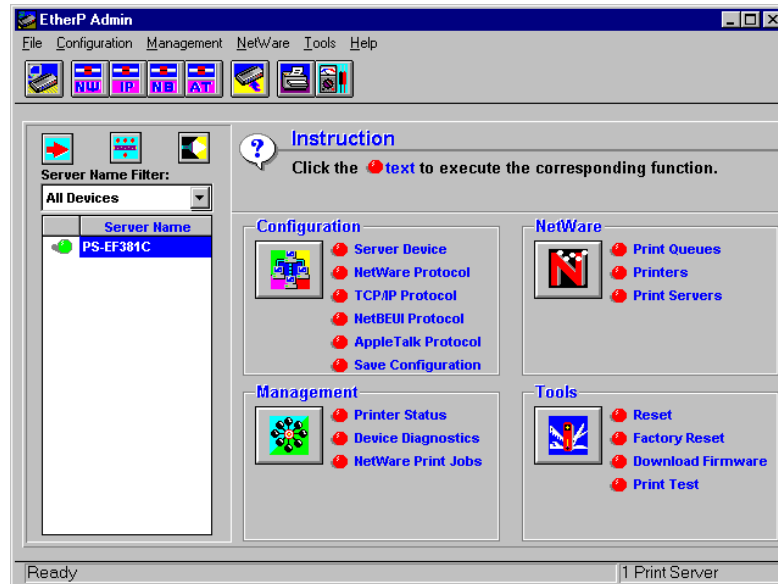 EtherP Admin
File Configuration Management NetWare Tools Help
NW IP NB AT
Instruction
Click the text to execute the corresponding function.
Server Name Filter:
All Devices
Server Name
PS-EF381C
Configuration
Server Device
NetWare Protocol
TCP/IP Protocol
NetBEUI Protocol
AppleTalk Protocol
Save Configuration
NetWare
Print Queues
Printers
Print Servers
Management
Printer Status
Device Diagnostics
NetWare Print Jobs
Tools
Reset
Factory Reset
Download Firmware
Print Test
Ready
1 Print Server